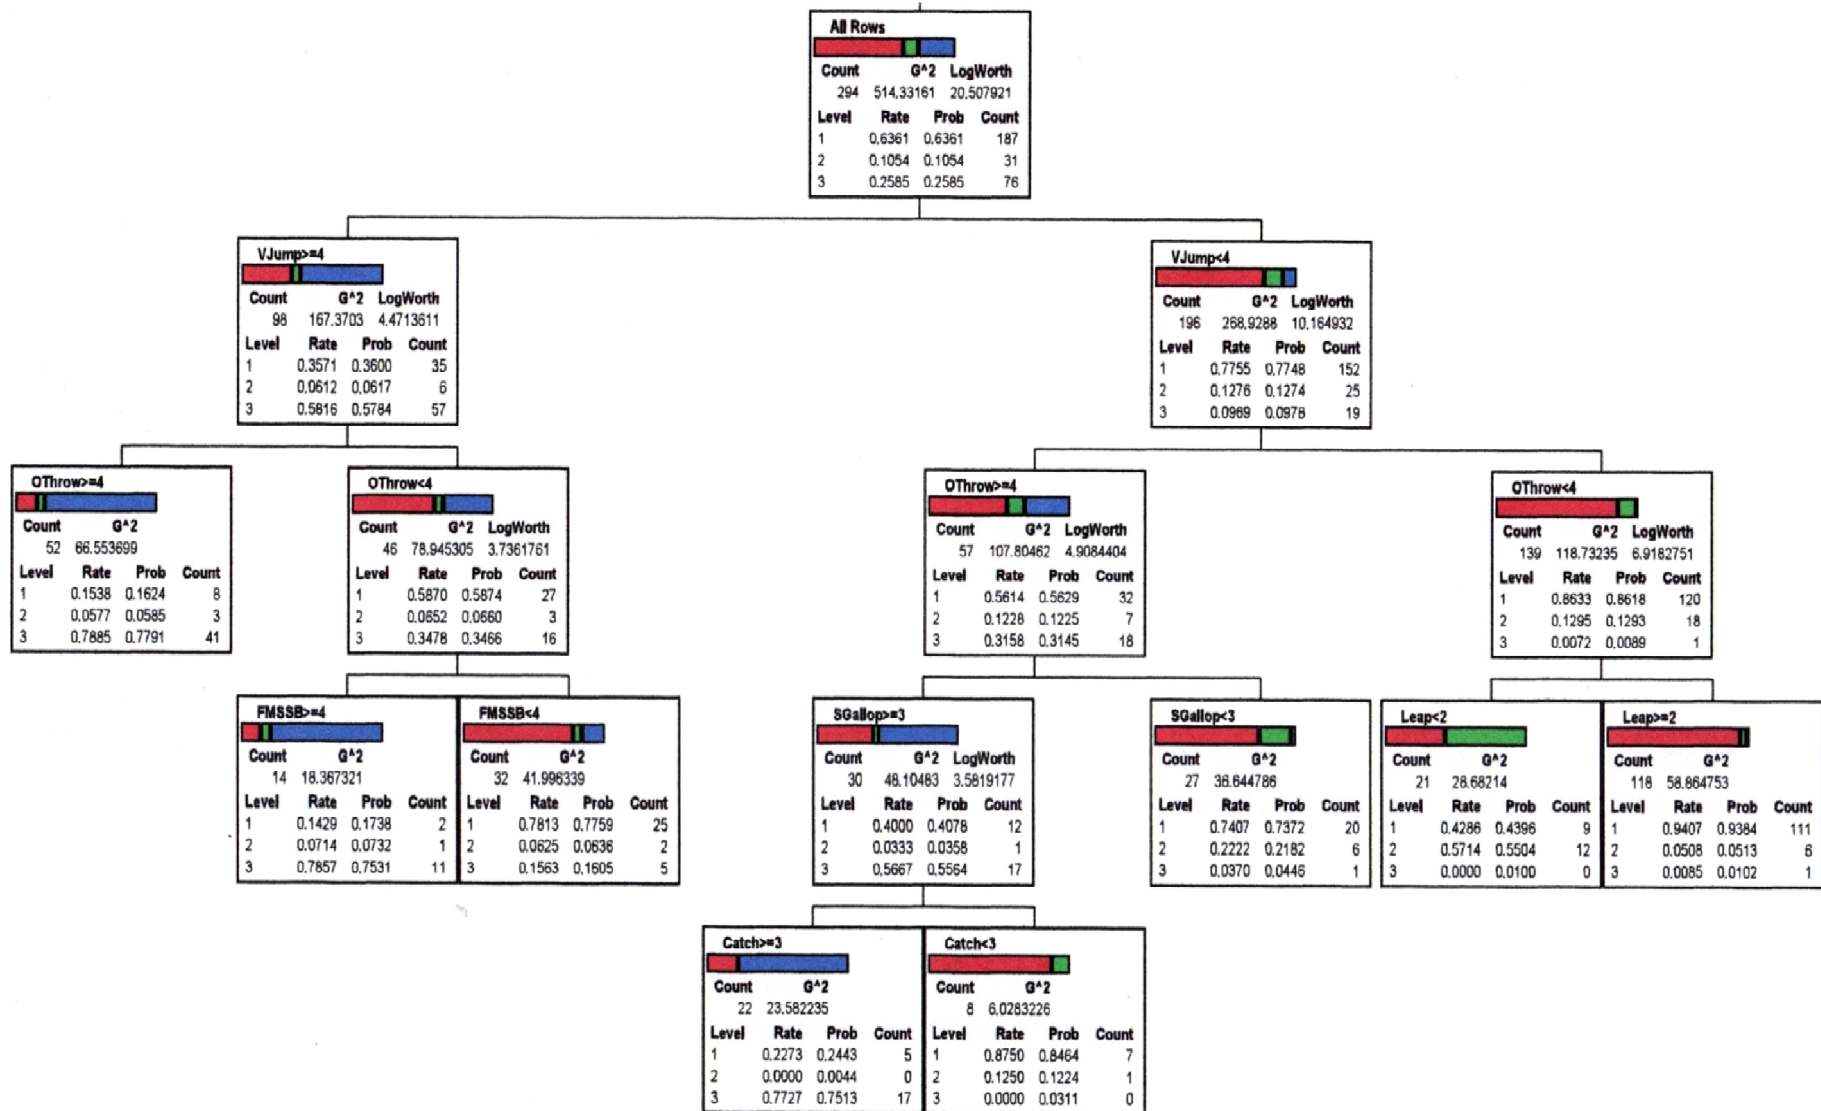 All Rows
Count G^2 LogWorth
294 514.33161 20.507921
Level Rate Prob Count
1 0.6361 0.6361 187
2 0.1054 0.1054 31
3 0.2585 0.2585 76
VJump>=4
Count G^2 LogWorth
98 167.3703 4.4713611
Level Rate Prob Count
1 0.3571 0.3600 35
2 0.0612 0.0617 6
3 0.5816 0.5784 57
VJump<4
Count G^2 LogWorth
196 268.9288 10.164932
Level Rate Prob Count
1 0.7755 0.7748 152
2 0.1276 0.1274 25
3 0.0969 0.0978 19
OThrow>=4
Count G^2
52 66.553699
Level Rate Prob Count
1 0.1538 0.1624 8
2 0.0577 0.0585 3
3 0.7885 0.7791 41
OThrow<4
Count G^2 LogWorth
46 78.945305 3.7361761
Level Rate Prob Count
1 0.5870 0.5874 27
2 0.0652 0.0660 3
3 0.3478 0.3466 16
OThrow>=4
Count G^2 LogWorth
57 107.80462 4.9084404
Level Rate Prob Count
1 0.5614 0.5629 32
2 0.1228 0.1225 7
3 0.3158 0.3145 18
OThrow<4
Count G^2 LogWorth
139 118.73235 6.9182751
Level Rate Prob Count
1 0.8633 0.8618 120
2 0.1295 0.1293 18
3 0.0072 0.0089 1
FMSSB>=4
Count G^2
14 18.367321
Level Rate Prob Count
1 0.1429 0.1738 2
2 0.0714 0.0732 1
3 0.7857 0.7531 11
FMSSB<4
Count G^2
32 41.996339
Level Rate Prob Count
1 0.7813 0.7759 25
2 0.0625 0.0636 2
3 0.1563 0.1605 5
SGallop>=3
Count G^2 LogWorth
30 48.10483 3.5819177
Level Rate Prob Count
1 0.4000 0.4078 12
2 0.0333 0.0358 1
3 0.5667 0.5564 17
SGallop<3
Count G^2
27 36.644786
Level Rate Prob Count
1 0.7407 0.7372 20
2 0.2222 0.2182 6
3 0.0370 0.0446 1
Leap<2
Count G^2
21 28.68214
Level Rate Prob Count
1 0.4286 0.4396 9
2 0.5714 0.5504 12
3 0.0000 0.0100 0
Leap>=2
Count G^2
118 58.864753
Level Rate Prob Count
1 0.9407 0.9384 111
2 0.0508 0.0513 6
3 0.0085 0.0102 1
Catch>=3
Count G^2
22 23.582235
Level Rate Prob Count
1 0.2273 0.2443 5
2 0.0000 0.0044 0
3 0.7727 0.7513 17
Catch<3
Count G^2
8 6.0283226
Level Rate Prob Count
1 0.8750 0.8464 7
2 0.1250 0.1224 1
3 0.0000 0.0311 0